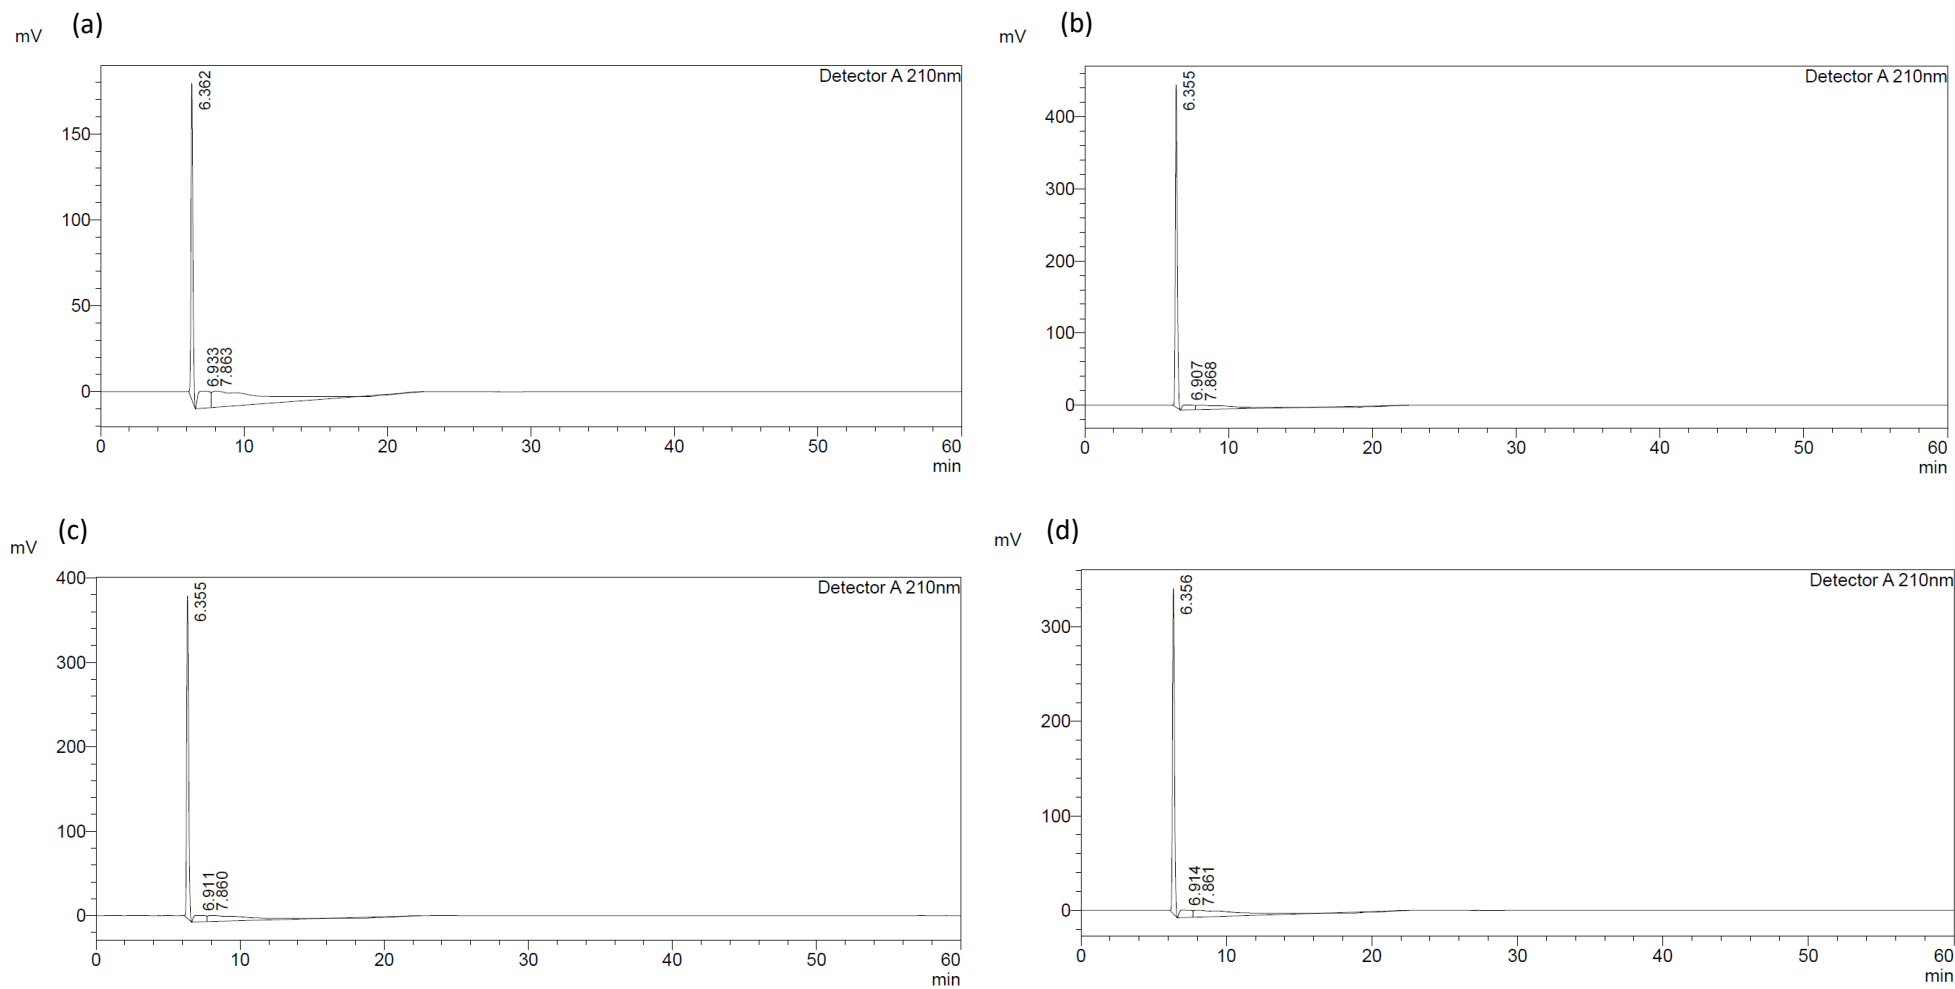 (a)
mV
Detector A 210nm
6.362
6.933
7.863
150
100
50
0
0 10 20 30 40 50 60
min
(b)
mV
Detector A 210nm
6.355
6.907
7.868
400
300
200
100
0
0 10 20 30 40 50 60
min
(c)
mV
Detector A 210nm
6.355
6.911
7.860
400
300
200
100
0
0 10 20 30 40 50 60
min
(d)
mV
Detector A 210nm
6.356
6.914
7.861
300
200
100
0
0 10 20 30 40 50 60
min